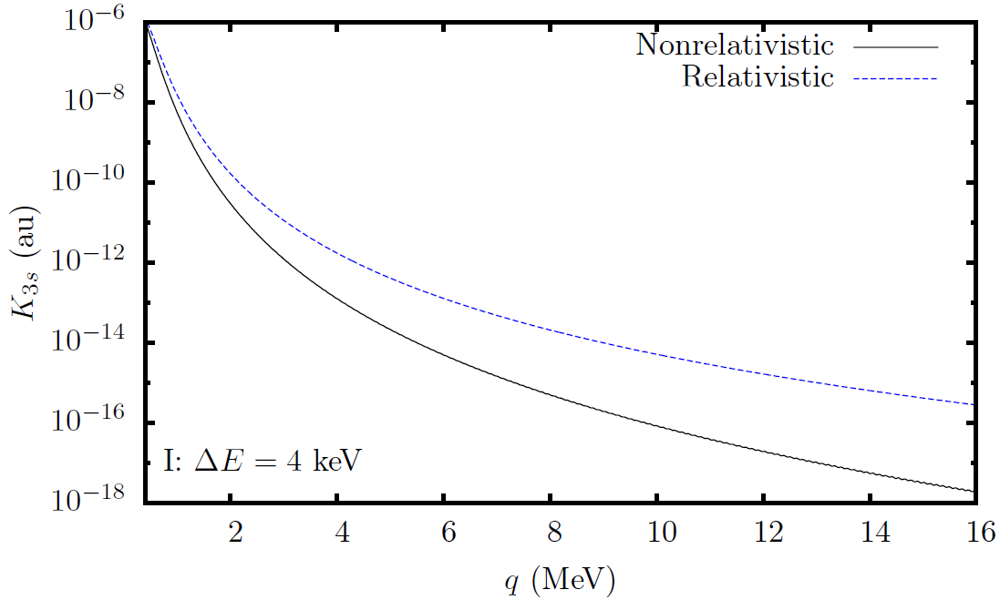 10−6
10−8
10−10
10−12
10−14
10−16
10−18
K3s (au)
Nonrelativistic
Relativistic
I: ΔE = 4 keV
2 4 6 8 10 12 14 16
q (MeV)